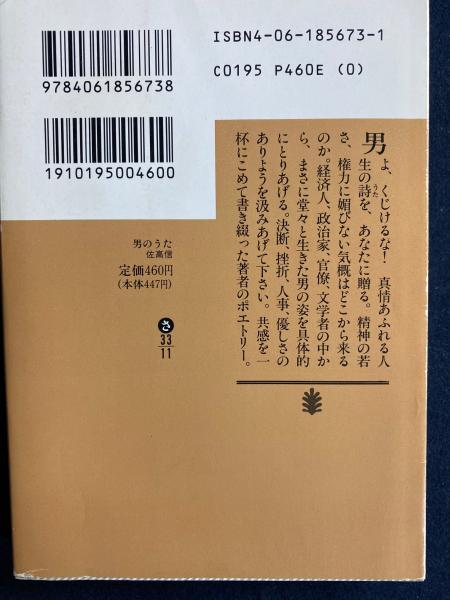 ISBN4-06-185673-1
C0195 P460E (0)
9784061856738
1910195004600
男よ、くじけるな！ 真情あふれる人
生の詩を、あなたに贈る。精神の若
うた
さ、権力に媚びない気概はどこから来る
のか。経済人、政治家、官僚、文学者の中か
ら、まさに堂々と生きた男の姿を具体的
にとりあげる。決断、挫折、人事、優しさの
ありようを汲みあげて下さい。共感を一
杯にこめて書き綴った著者のポエトリー。
男のうた
佐高信
定価460円
(本体447円)
さ
33
11